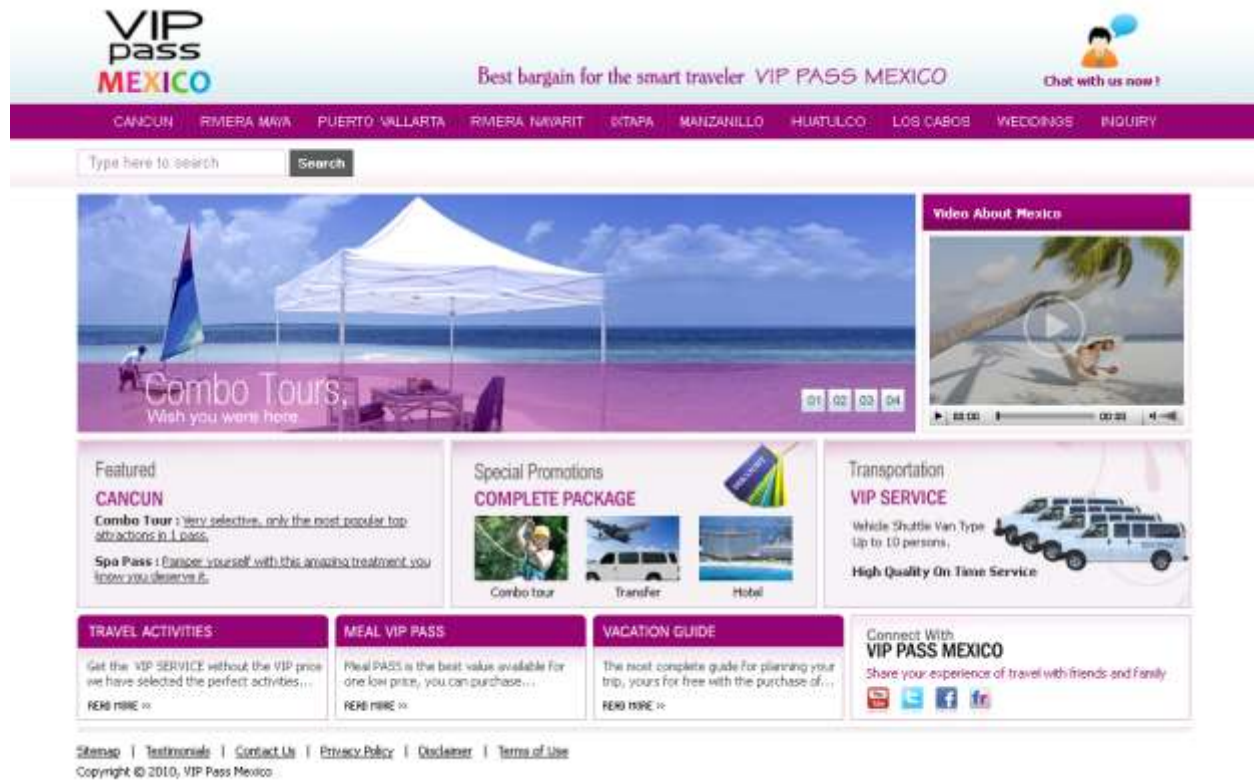 VIP
pass
MEXICO
Best bargain for the smart traveler VIP PASS MEXICO
Chat with us now !
CANCUN RIVIERA MAYA PUERTO VALLARTA RIVIERA NAYARIT IXTAPA MANZANILLO HUATULCO LOS CABOS WEDDINGS INQUIRY
Type here to search Search
Video About Mexico
Combo Tours,
Wish you were here
01 02 03 04
00:00 00:00
Featured
CANCUN
Combo Tour : Very selective, only the most popular top
attractions in 1 pass.
Spa Pass : Pamper yourself with this amazing treatment you
know you deserve it.
Special Promotions
COMPLETE PACKAGE
DISCOUNT
Combo tour Transfer Hotel
Transportation
VIP SERVICE
Vehicle Shuttle Van Type
Up to 10 persons.
High Quality On Time Service
TRAVEL ACTIVITIES
Get the VIP SERVICE without the VIP price
we have selected the perfect activities...
READ MORE >>
MEAL VIP PASS
Meal PASS is the best value available for
one low price, you can purchase...
READ MORE >>
VACATION GUIDE
The most complete guide for planning your
trip, yours for free with the purchase of...
READ MORE >>
Connect With
VIP PASS MEXICO
Share your experience of travel with friends and family
You Tube t f fr
Sitemap | Testimonials | Contact Us | Privacy Policy | Disclaimer | Terms of Use
Copyright © 2010, VIP Pass Mexico